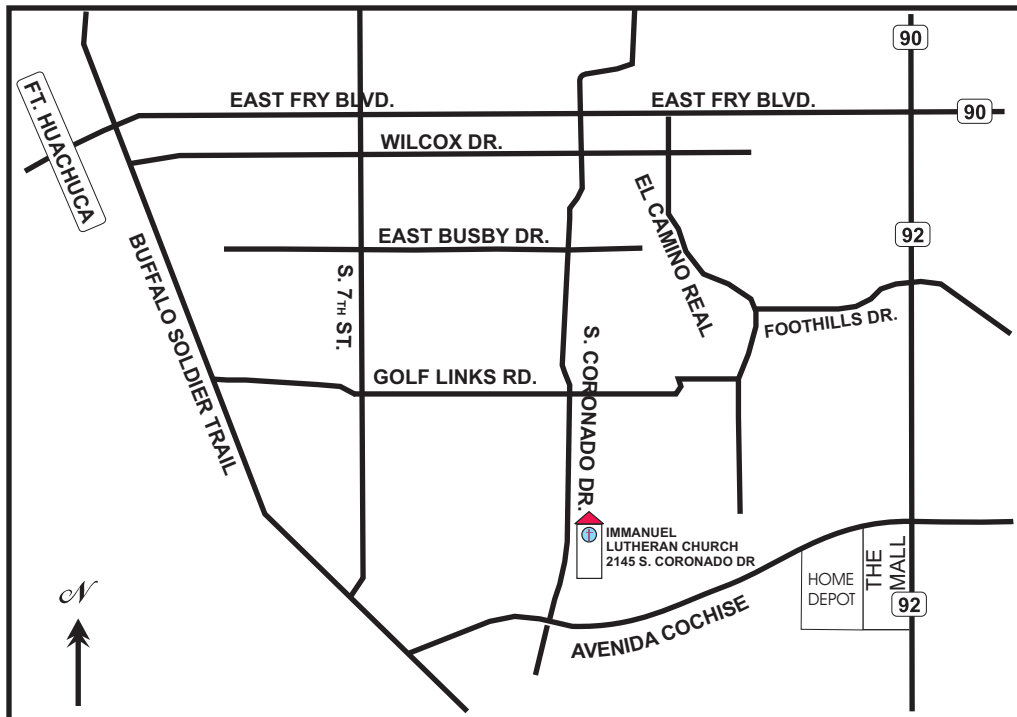 90
EAST FRY BLVD.
EAST FRY BLVD.
90
FT. HUACHUCA
WILCOX DR.
EL CAMINO REAL
92
EAST BUSBY DR.
BUFFALO SOLDIER TRAIL
S. 7TH ST.
FOOTHILLS DR.
S. CORONADO DR.
GOLF LINKS RD.
IMMANUEL
LUTHERAN CHURCH
2145 S. CORONADO DR
HOME
DEPOT
THE
MALL
92
AVENIDA COCHISE
N